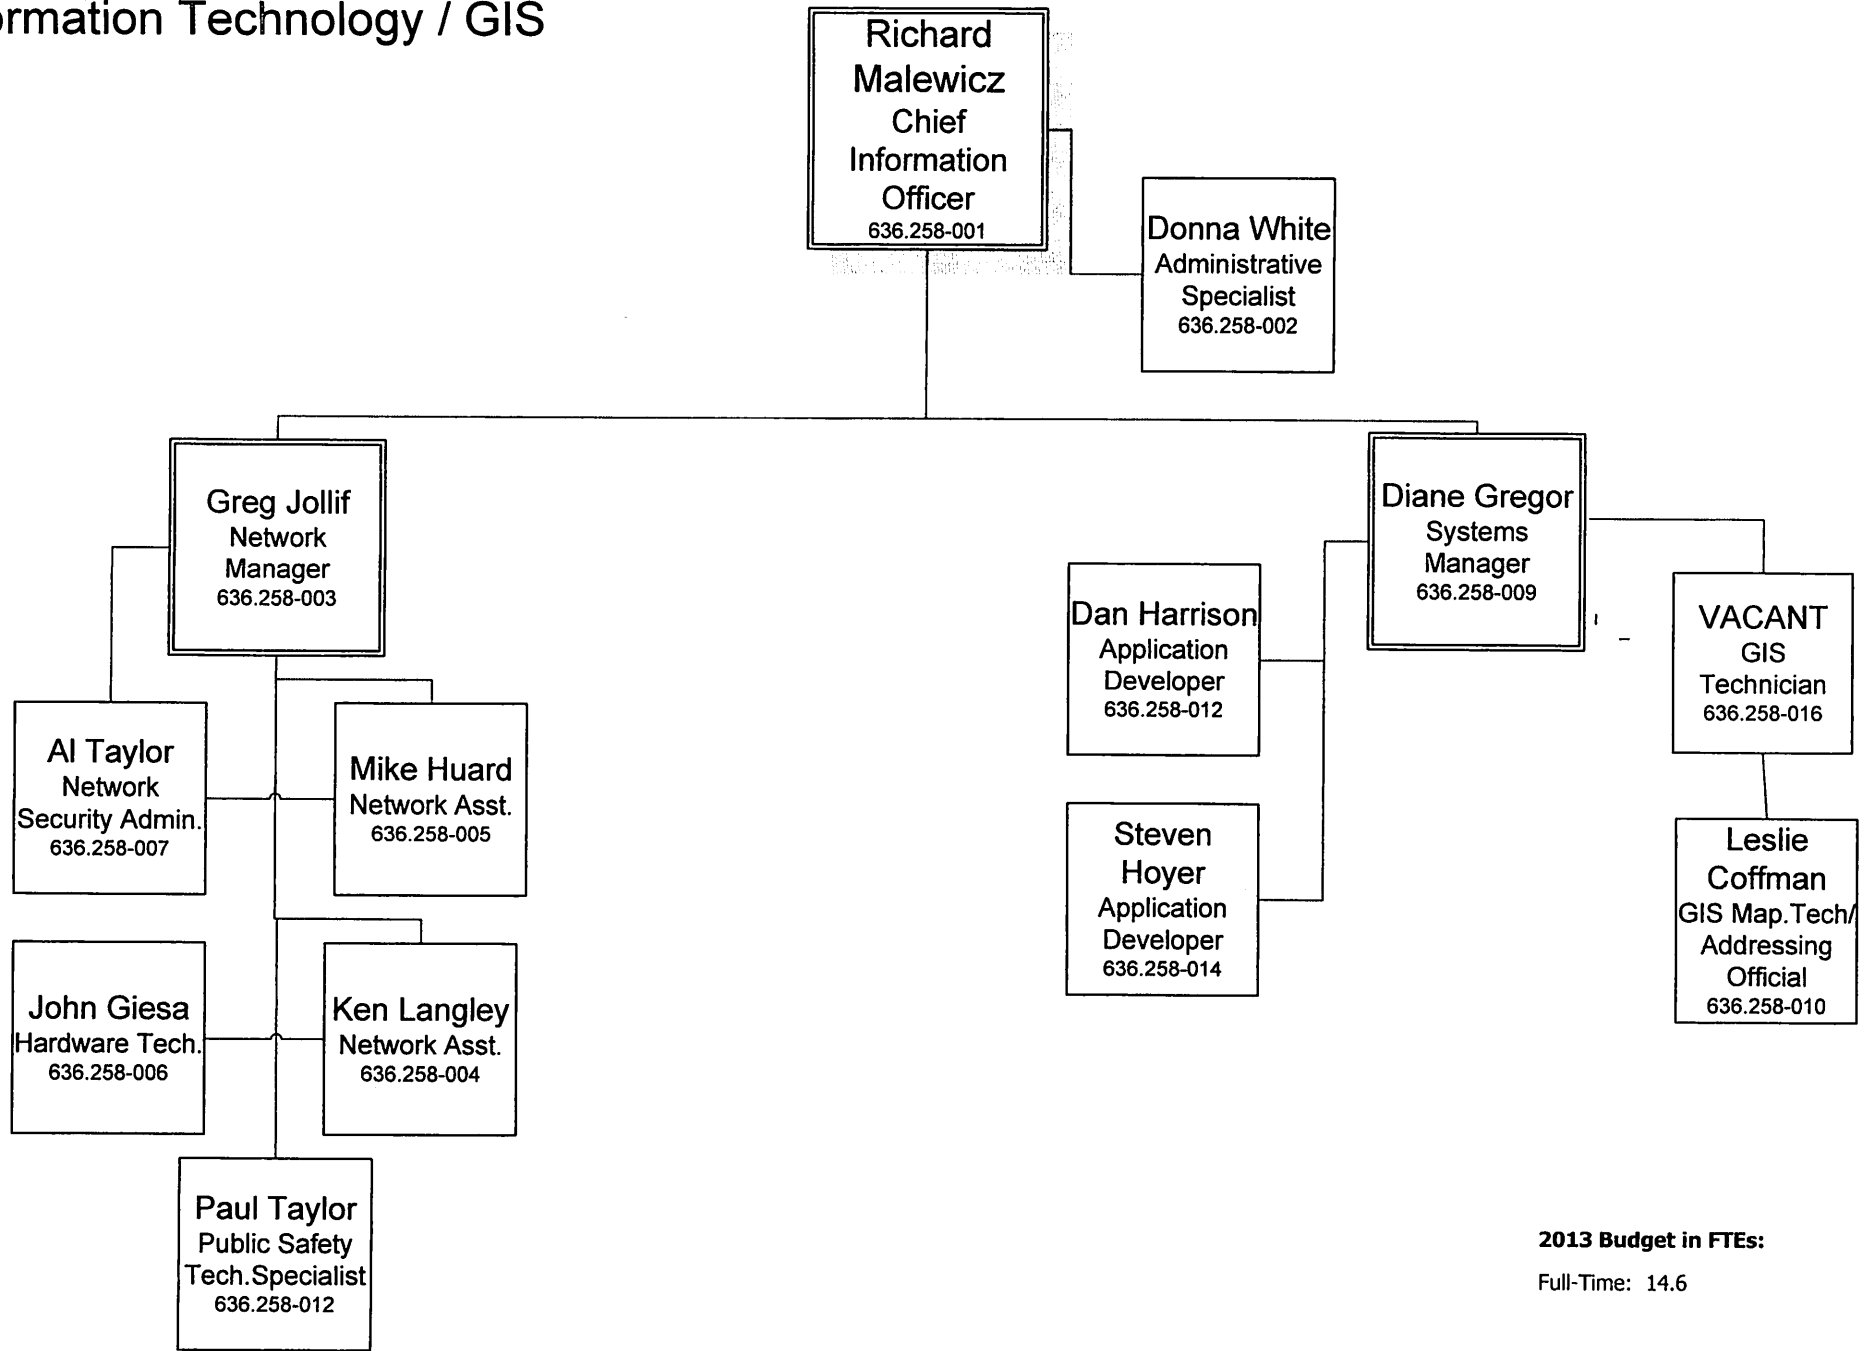 ormation Technology / GIS
Richard
Malewicz
Chief
Information
Officer
636.258-001
Donna White
Administrative
Specialist
636.258-002
Greg Jollif
Network
Manager
636.258-003
Diane Gregor
Systems
Manager
636.258-009
Dan Harrison
Application
Developer
636.258-012
VACANT
GIS
Technician
636.258-016
Al Taylor
Network
Security Admin.
636.258-007
Mike Huard
Network Asst.
636.258-005
Steven
Hoyer
Application
Developer
636.258-014
Leslie
Coffman
GIS Map.Tech/
Addressing
Official
636.258-010
John Giesa
Hardware Tech.
636.258-006
Ken Langley
Network Asst.
636.258-004
Paul Taylor
Public Safety
Tech.Specialist
636.258-012
2013 Budget in FTEs:
Full-Time: 14.6